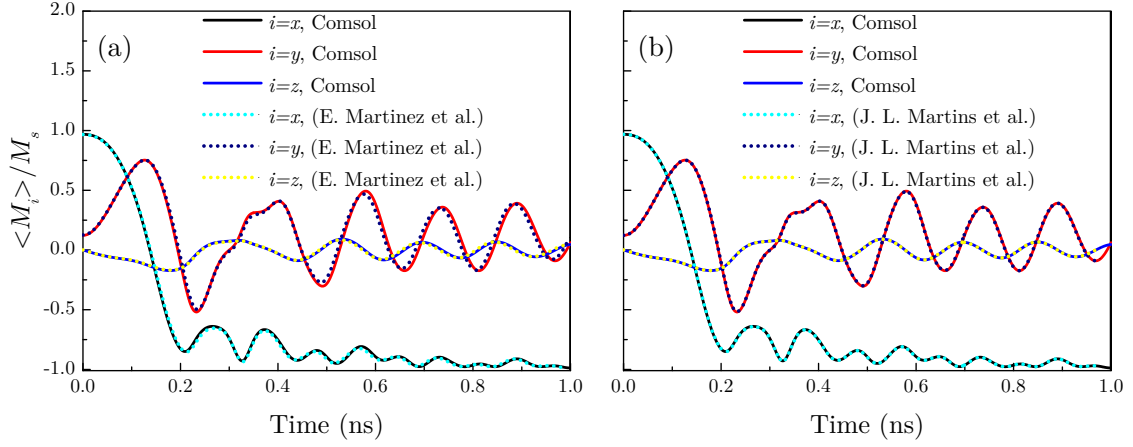 (a)
i=x, Comsol
i=y, Comsol
i=z, Comsol
i=x, (E. Martinez et al.)
i=y, (E. Martinez et al.)
i=z, (E. Martinez et al.)
2.0
1.5
1.0
0.5
0.0
-0.5
-1.0
<M_i>/M_s
0.0 0.2 0.4 0.6 0.8 1.0
Time (ns)
(b)
i=x, Comsol
i=y, Comsol
i=z, Comsol
i=x, (J. L. Martins et al.)
i=y, (J. L. Martins et al.)
i=z, (J. L. Martins et al.)
0.0 0.2 0.4 0.6 0.8 1.0
Time (ns)